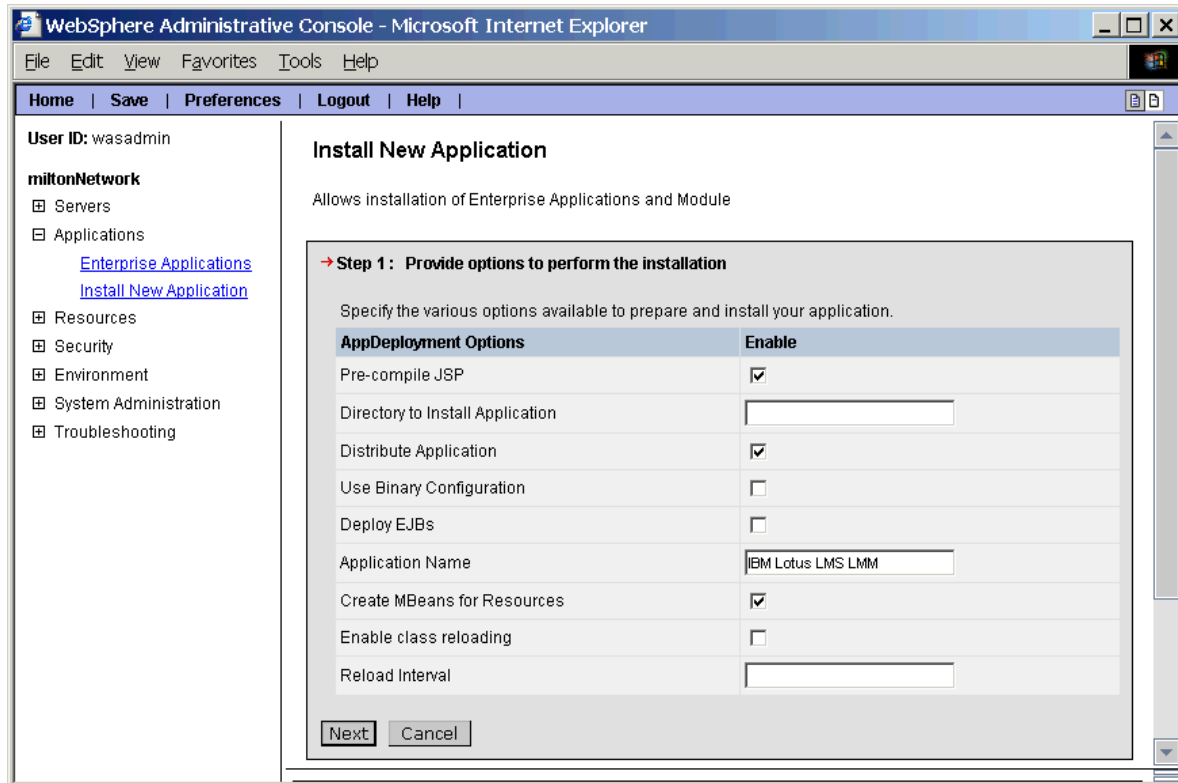 WebSphere Administrative Console - Microsoft Internet Explorer
File Edit View Favorites Tools Help
Home | Save | Preferences | Logout | Help |
User ID: wasadmin
miltonNetwork
Servers
Applications
Enterprise Applications
Install New Application
Resources
Security
Environment
System Administration
Troubleshooting
Install New Application
Allows installation of Enterprise Applications and Module
Step 1 : Provide options to perform the installation
Specify the various options available to prepare and install your application.
AppDeployment Options Enable
Pre-compile JSP
Directory to Install Application
Distribute Application
Use Binary Configuration
Deploy EJBs
Application Name IBM Lotus LMS LMM
Create MBeans for Resources
Enable class reloading
Reload Interval
Next Cancel